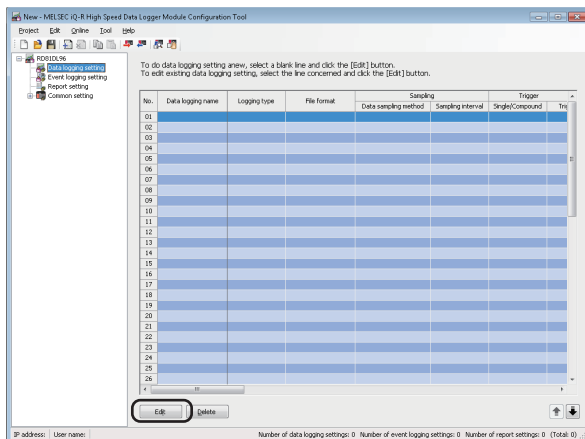 New - MELSEC iQ-R High Speed Data Logger Module Configuration Tool
Project Edit Online Tool Help
RD81DL96
Data logging setting
Event logging setting
Report setting
Common setting
To do data logging setting anew, select a blank line and click the [Edit] button.
To edit existing data logging setting, select the line concerned and click the [Edit] button.
No. Data logging name Logging type File format Sampling Trigger
Data sampling method Sampling interval Single/Compound Trig
01
02
03
04
05
06
07
08
09
10
11
12
13
14
15
16
17
18
19
20
21
22
23
24
25
26
Edit Delete
IP address: User name: Number of data logging settings: 0 Number of event logging settings: 0 Number of report settings: 0 (Total: 0)